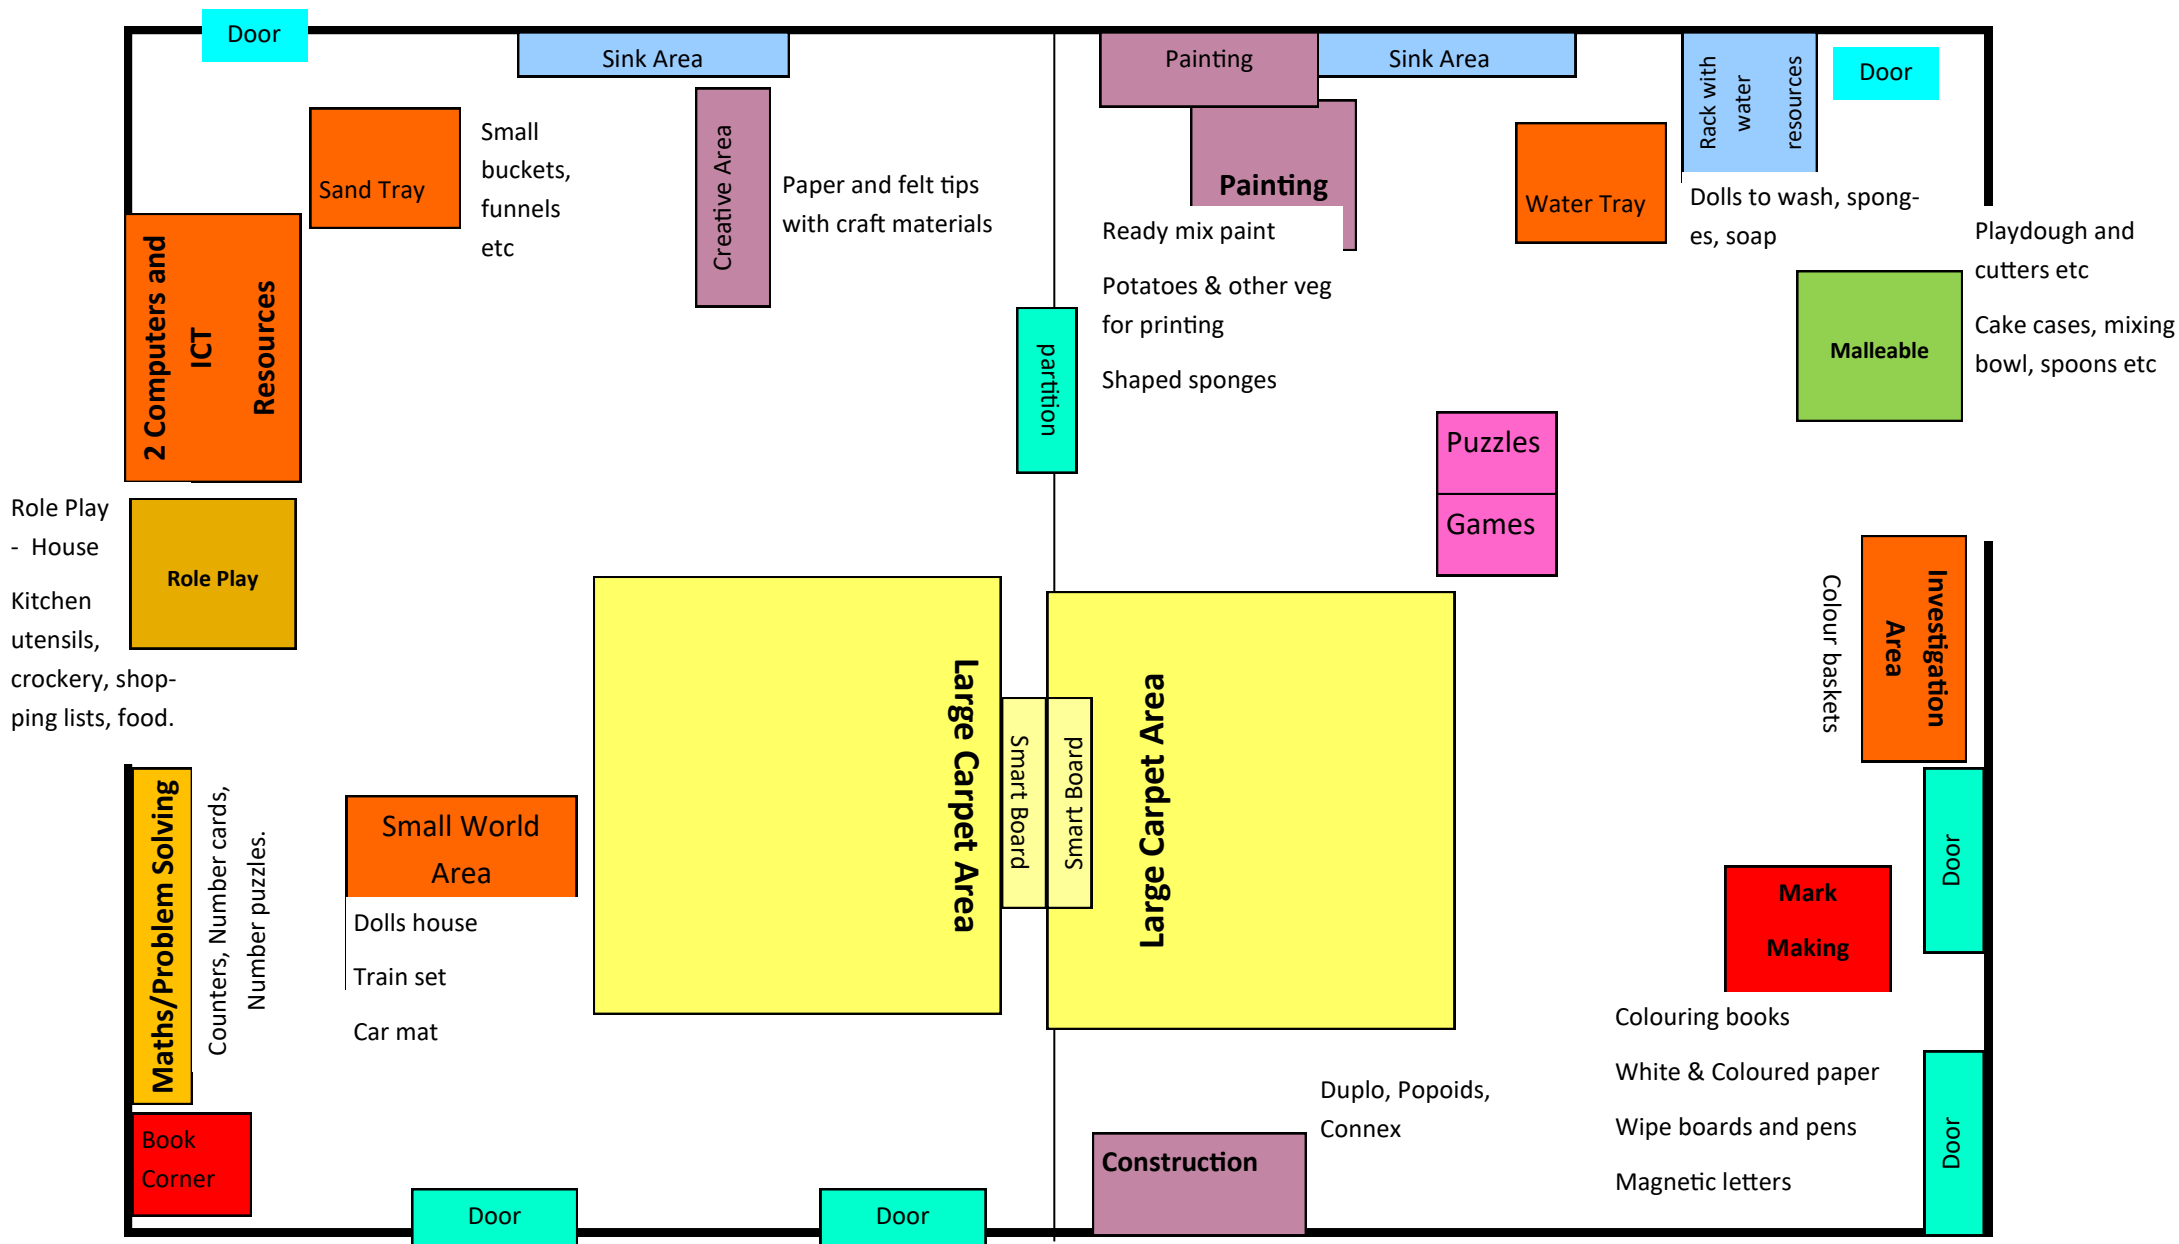 Door
Sink Area
Painting
Sink Area
Rack with
water
resources
Door
Sand Tray
Small
buckets,
funnels
etc
Creative Area
Paper and felt tips
with craft materials
Painting
Ready mix paint
Potatoes & other veg
for printing
Shaped sponges
Water Tray
Dolls to wash, spong-
es, soap
Playdough and
cutters etc
Cake cases, mixing
bowl, spoons etc
Malleable
2 Computers and
ICT
Resources
partition
Puzzles
Games
Role Play
- House
Kitchen
utensils,
crockery, shop-
ping lists, food.
Role Play
Large Carpet Area
Smart Board
Smart Board
Large Carpet Area
Colour baskets
Investigation
Area
Maths/Problem Solving
Counters, Number cards,
Number puzzles.
Small World
Area
Dolls house
Train set
Car mat
Door
Mark
Making
Colouring books
White & Coloured paper
Wipe boards and pens
Magnetic letters
Door
Book
Corner
Door
Door
Construction
Duplo, Popoids,
Connex